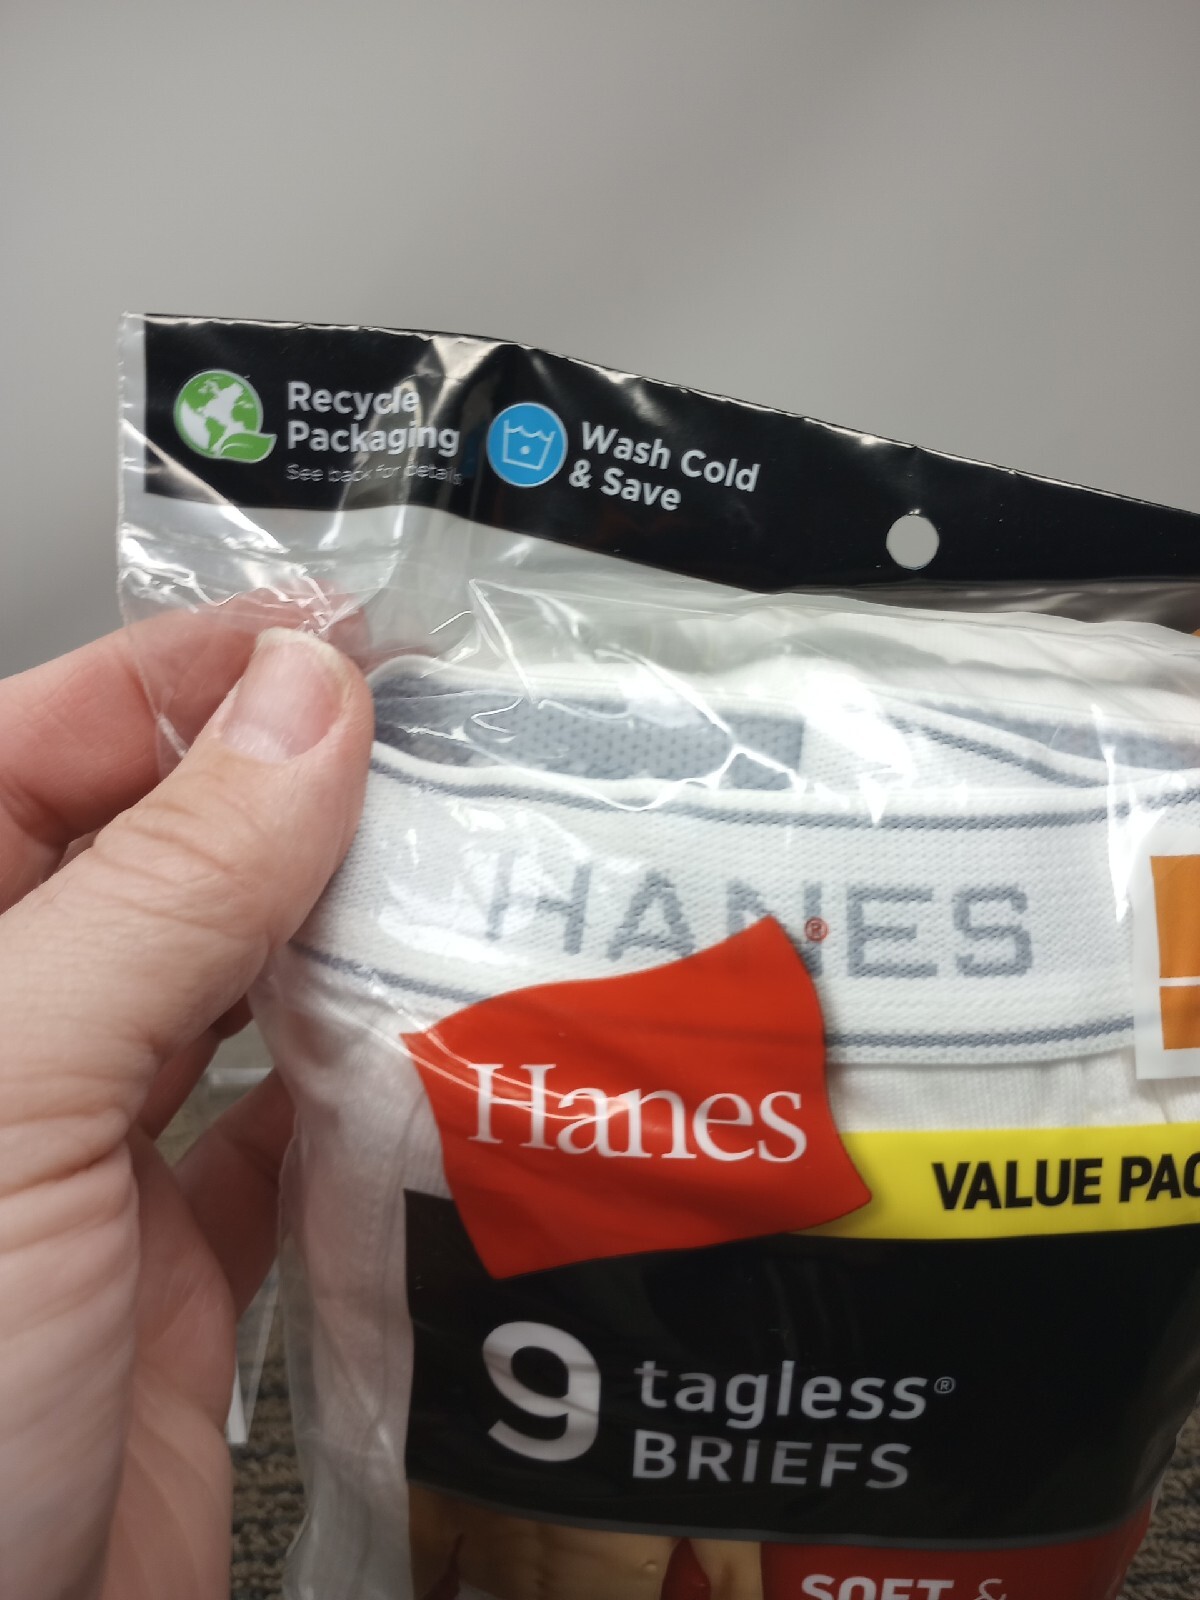 Recycle
Packaging
See back for details
Wash Cold
& Save
HANES
®
Hanes
VALUE PAC
9 tagless®
BRIEFS
SOFT &